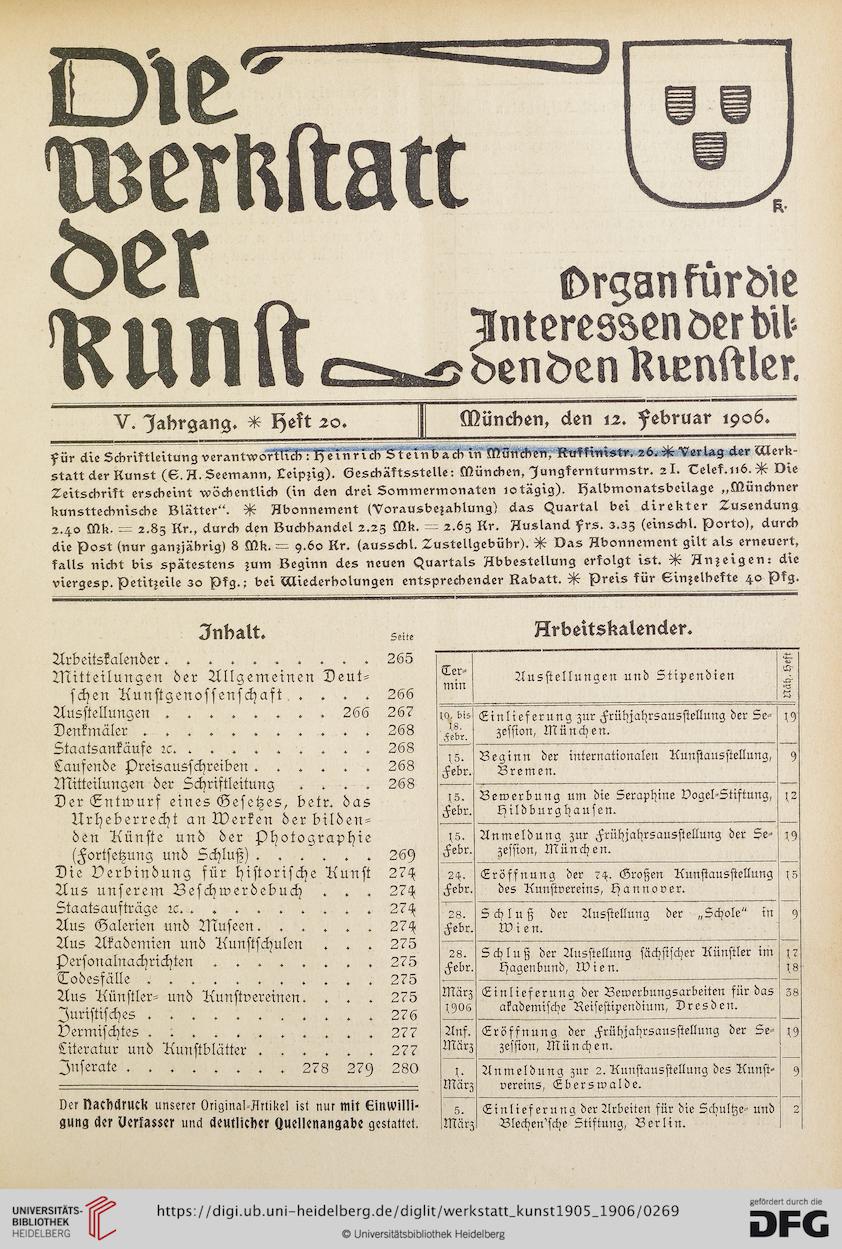 Die
Werkstatt
der
Kunst
FR.
Organ für die
Interessen der bil-
denden Kuenstler.
V. Jahrgang. * Heft 20.
München, den 12. Februar 1906.
Für die Schriftleitung verantwortlich: Heinrich Steinbach in München, Ruffinistr. 26. * Verlag der Werk-
statt der Kunst (E. A. Seemann, Leipzig). Geschäftsstelle: München, Jungfernturmstr. 2 I. Telef. 116. * Die
Zeitschrift erscheint wöchentlich (in den drei Sommermonaten 10tägig). Halbmonatsbeilage „Münchner
kunsttechnische Blätter“. * Abonnement (Vorausbezahlung) das Quartal bei direkter Zusendung
2.40 Mk. = 2.85 Kr., durch den Buchhandel 2.25 Mk. = 2.65 Kr. Ausland Frs. 3.35 (einschl. Porto), durch
die Post (nur ganzjährig) 8 Mk. = 9.60 Kr. (ausschl. Zustellgebühr). * Das Abonnement gilt als erneuert,
falls nicht bis spätestens zum Beginn des neuen Quartals Abbestellung erfolgt ist. * Anzeigen: die
viergesp. Petitzeile 30 Pfg.; bei Wiederholungen entsprechender Rabatt. * Preis für Einzelhefte 40 Pfg.
Inhalt.
Seite
Arbeitskalender . . . . . . . . . . 265
Mitteilungen der Allgemeinen Deut-
schen Kunstgenossenschaft . . . . . 266
Ausstellungen . . . . . . . . 266 267
Denkmäler . . . . . . . . . . . 268
Staatsankäufe ec. . . . . . . . . . 268
Laufende Preisausschreiben . . . . . . 268
Mitteilungen der Schriftleitung . . . . 268
Der Entwurf eines Gesetzes, betr. das
Urheberrecht an Werken der bilden-
den Künste und der Photographie
(Fortsetzung und Schluß) . . . . . . 269
Die Verbindung für historische Kunst 274
Aus unserem Beschwerdebuch . . . 274
Staatsaufträge ec. . . . . . . . . . 274
Aus Galerien und Museen . . . . . . 274
Aus Akademien und Kunstschulen . . . 275
Personalnachrichten . . . . . . . . 275
Todesfälle . . . . . . . . . . . 275
Aus Künstler- und Kunstvereinen . . . . 275
Juristisches . . . . . . . . . . . 276
Vermischtes . . . . . . . . . . . 277
Literatur und Kunstblätter . . . . . . 277
Inserate . . . . . . . . 278 279 280
Der Nachdruck unserer Original-Artikel ist nur mit Einwilli-
gung der Verfasser und deutlicher Quellenangabe gestattet.
Arbeitskalender.
Ter-
min
Ausstellungen und Stipendien
Näh. Heft
10. bis
18.
Febr.
Einlieferung zur Frühjahrsausstellung der Se- 19
zession, München.
15.
Febr.
Beginn der internationalen Kunstausstellung, 9
Bremen.
15.
Febr.
Bewerbung um die Seraphine Vogel-Stiftung, 12
Hildburghausen.
15.
Febr.
Anmeldung zur Frühjahrsausstellung der Se- 19
zession, München.
24.
Febr.
Eröffnung der 74. Großen Kunstausstellung 15
des Kunstvereins, Hannover.
28.
Febr.
Schluß der Ausstellung der „Schole“ in 9
Wien.
28.
Febr.
Schluß der Ausstellung sächsischer Künstler im 17
Hagenbund, Wien. 18
März
1906
Einlieferung der Bewerbungsarbeiten für das 38
akademische Reisestipendium, Dresden.
Anf.
März
Eröffnung der Frühjahrsausstellung der Se- 19
zession, München.
1.
März
Anmeldung zur 2. Kunstausstellung des Kunst- 9
vereins, Eberswalde.
5.
März
Einlieferung der Arbeiten für die Schultze- und 2
Blechen'sche Stiftung, Berlin.
UNIVERSITÄTS-
BIBLIOTHEK
HEIDELBERG
https://digi.ub.uni-heidelberg.de/diglit/werkstatt_kunst1905_1906/0269
© Universitätsbibliothek Heidelberg
gefördert durch die
DFG